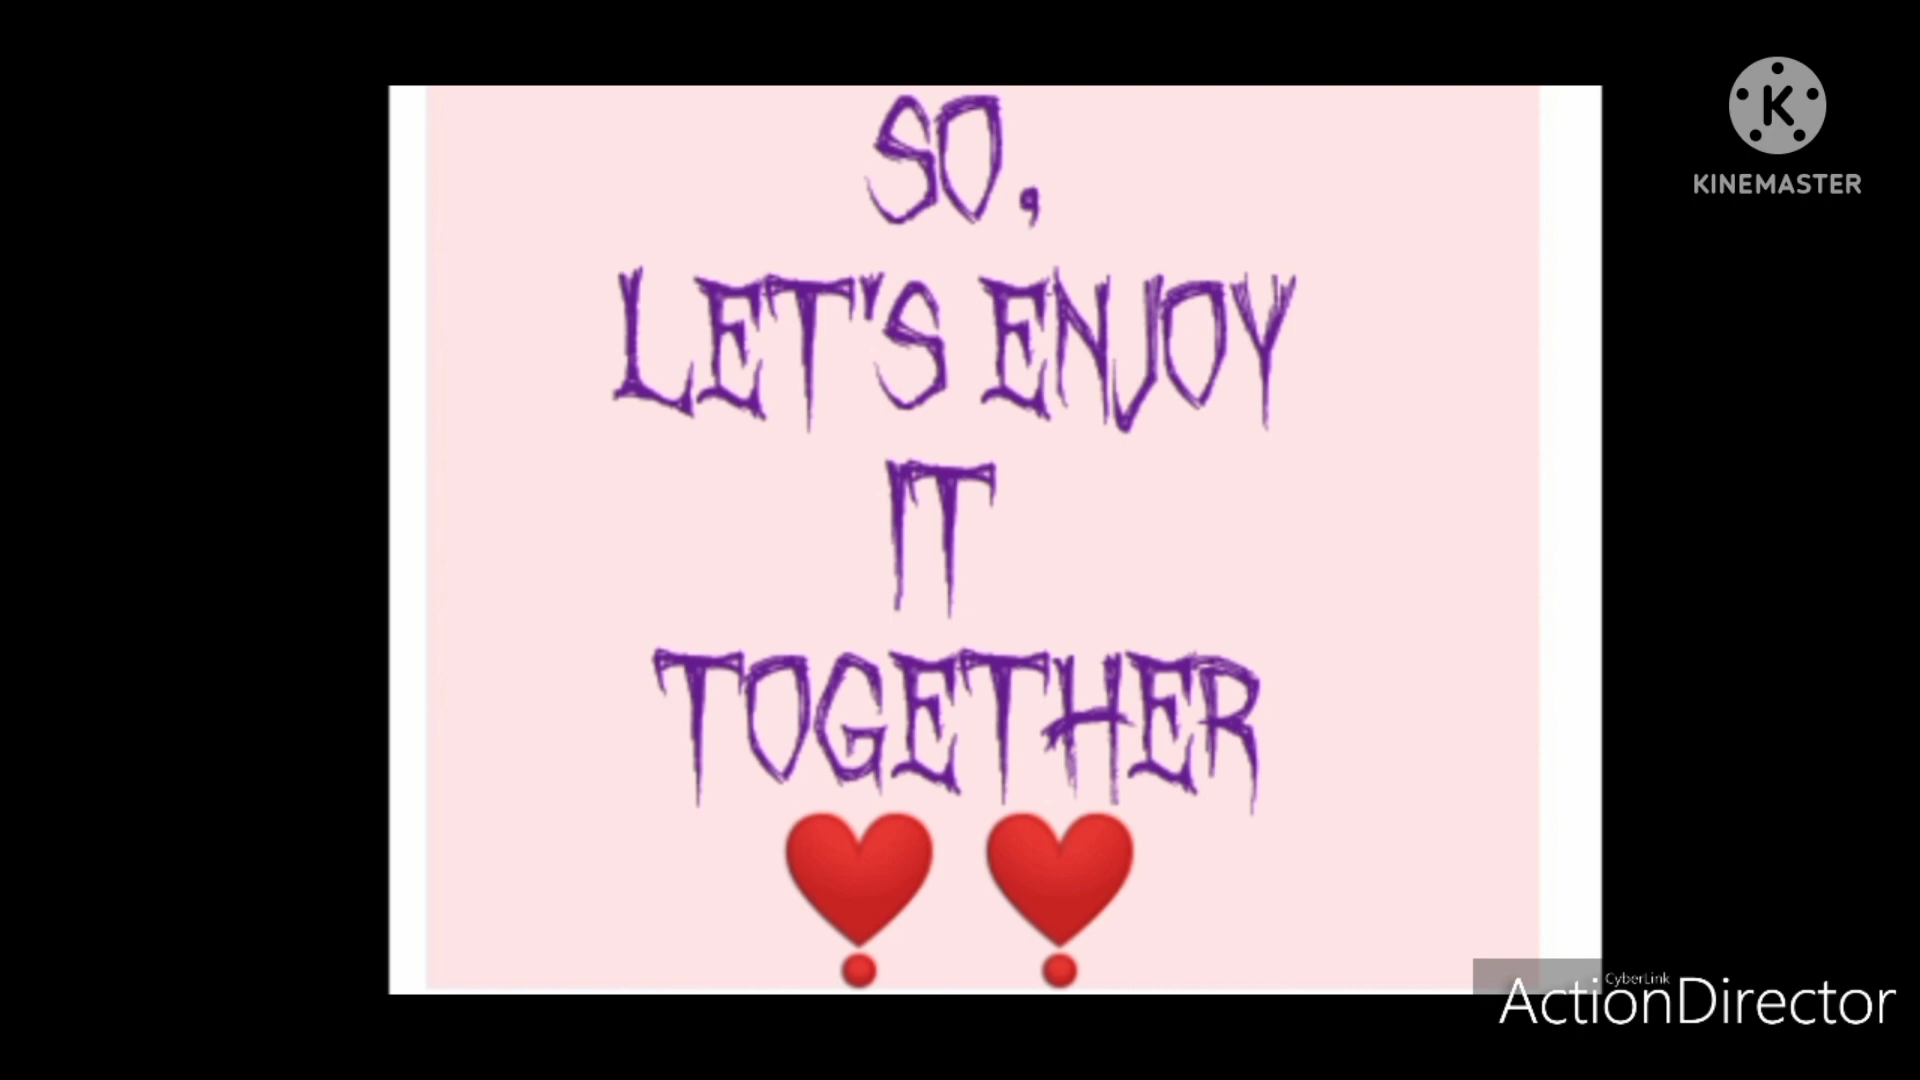 SO,
LET'S ENJOY
IT
TOGETHER
❣️ ❣️
K
KINEMASTER
CyberLink
ActionDirector